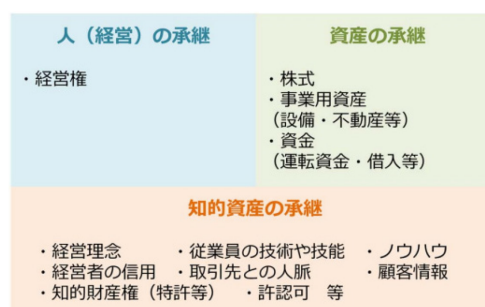 人（経営）の承継
・経営権
資産の承継
・株式
・事業用資産
（設備・不動産等）
・資金
（運転資金・借入等）
知的資産の承継
・経営理念　・従業員の技術や技能　・ノウハウ
・経営者の信用　・取引先との人脈　・顧客情報
・知的財産権（特許等）　・許認可　等